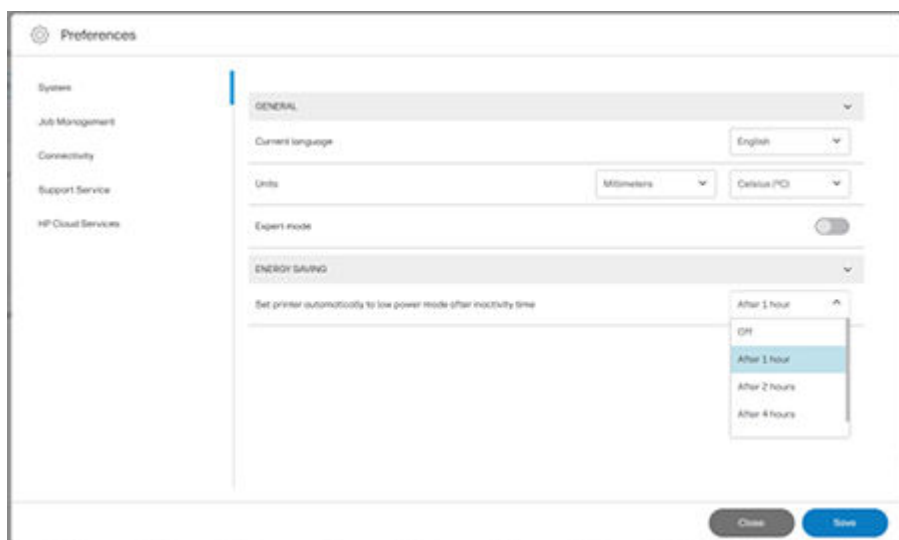 Preferences
System
Job Management
Connectivity
Support Service
HP Cloud Services
GENERAL
Current language
English
Units
Millimeters
Celsius (ºC)
Expert mode
ENERGY SAVING
Set printer automatically to low power mode after inactivity time
After 1 hour
Off
After 1 hour
After 2 hours
After 4 hours
Close
Save